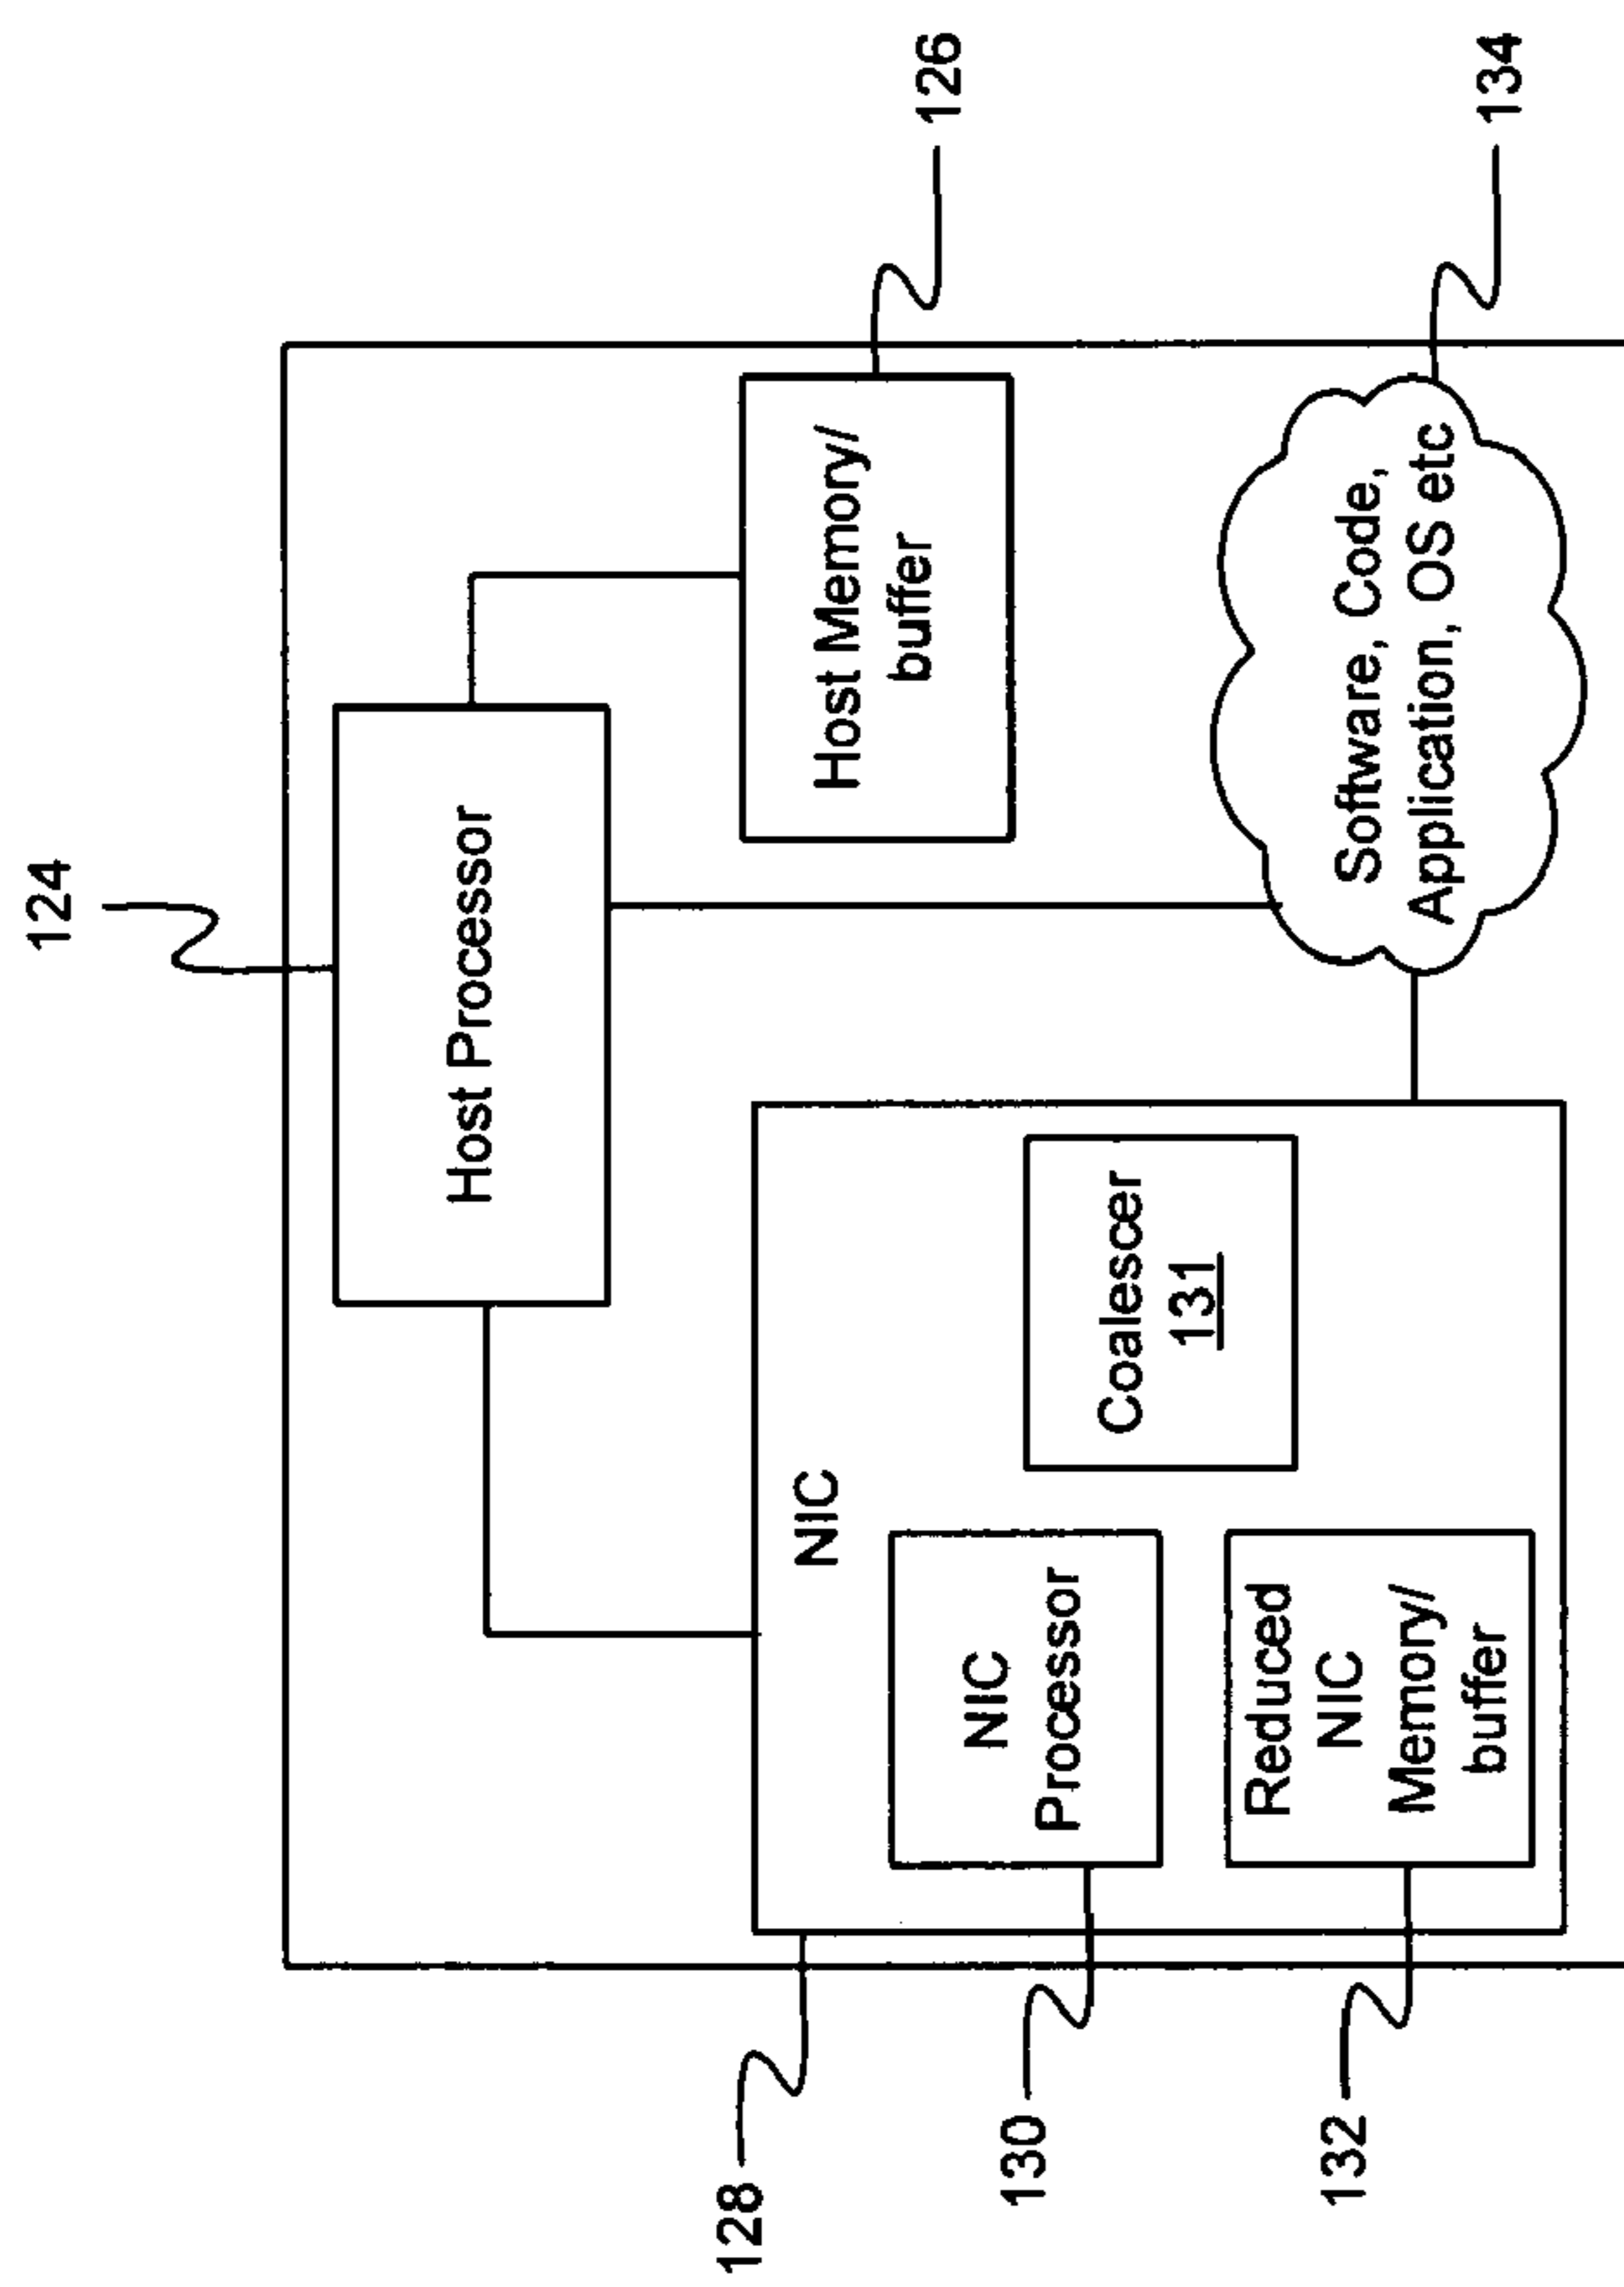 124
Host Processor
126
Host Memory/
buffer
128
NIC
130
NIC
Processor
Coalescer
131
132
Reduced
NIC
Memory/
buffer
134
Software, Code,
Application, OS etc